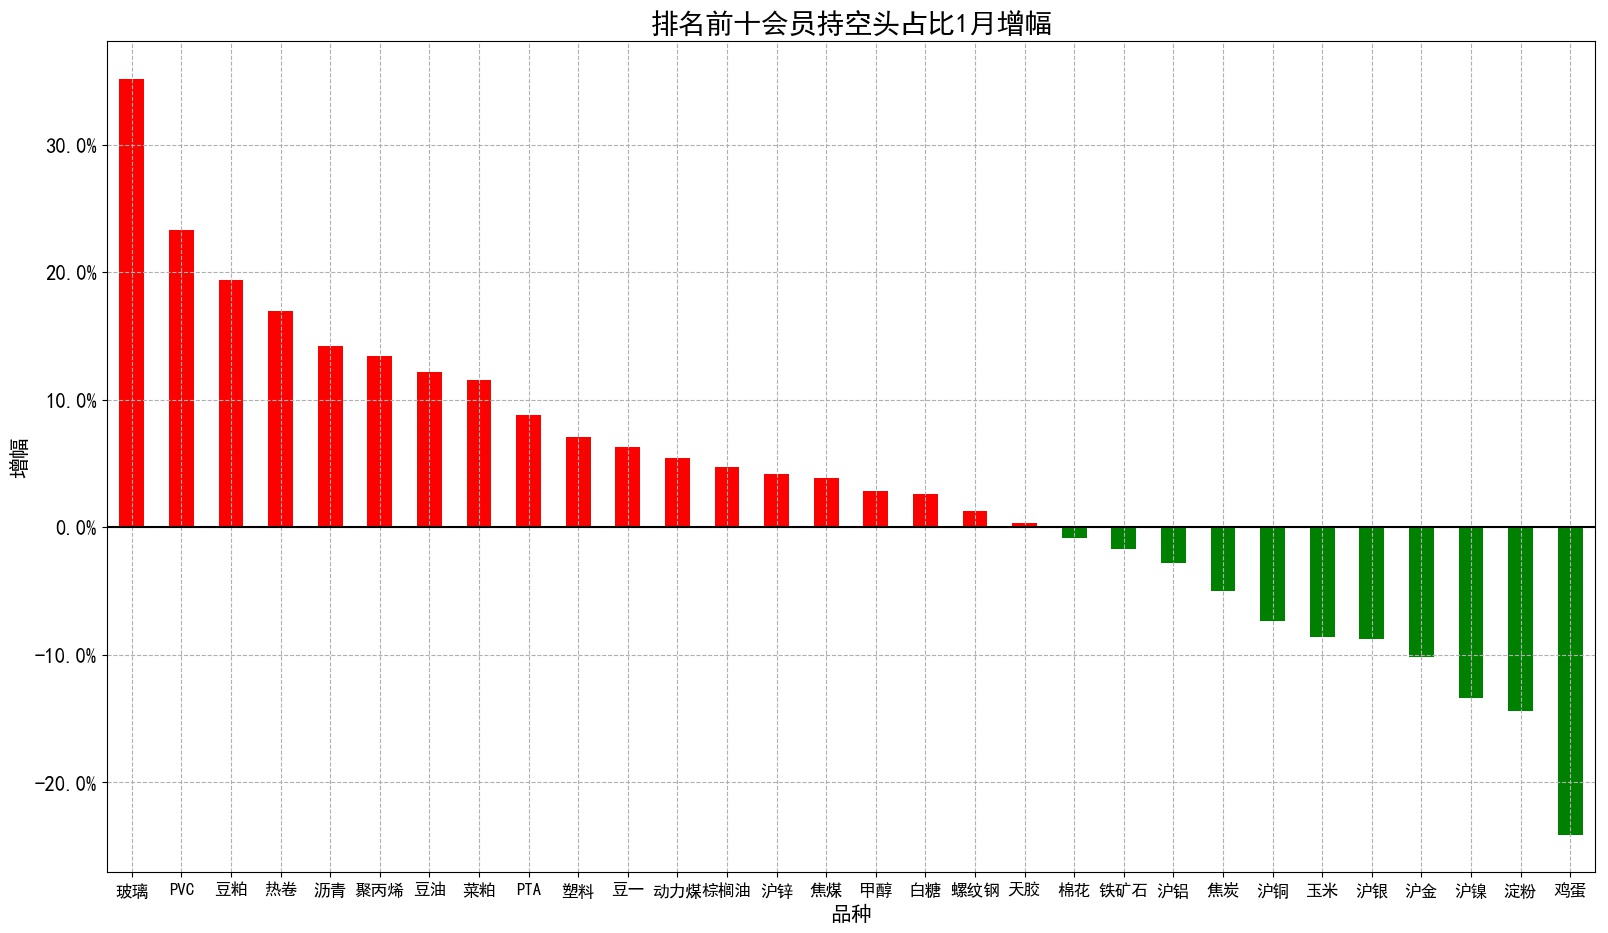 排名前十会员持空头占比1月增幅
30.0%
20.0%
10.0%
0.0%
-10.0%
-20.0%
增幅
玻璃 PVC 豆粕 热卷 沥青 聚丙烯 豆油 菜粕 PTA 塑料 豆一 动力煤 棕榈油 沪锌 焦煤 甲醇 白糖 螺纹钢 天胶 棉花 铁矿石 沪铝 焦炭 沪铜 玉米 沪银 沪金 沪镍 淀粉 鸡蛋
品种